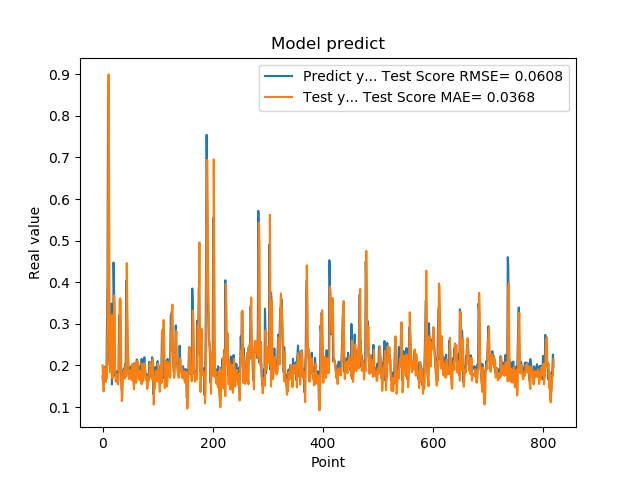 Model predict
Predict y... Test Score RMSE= 0.0608
Test y... Test Score MAE= 0.0368
Real value
0.9
0.8
0.7
0.6
0.5
0.4
0.3
0.2
0.1
0 200 400 600 800
Point